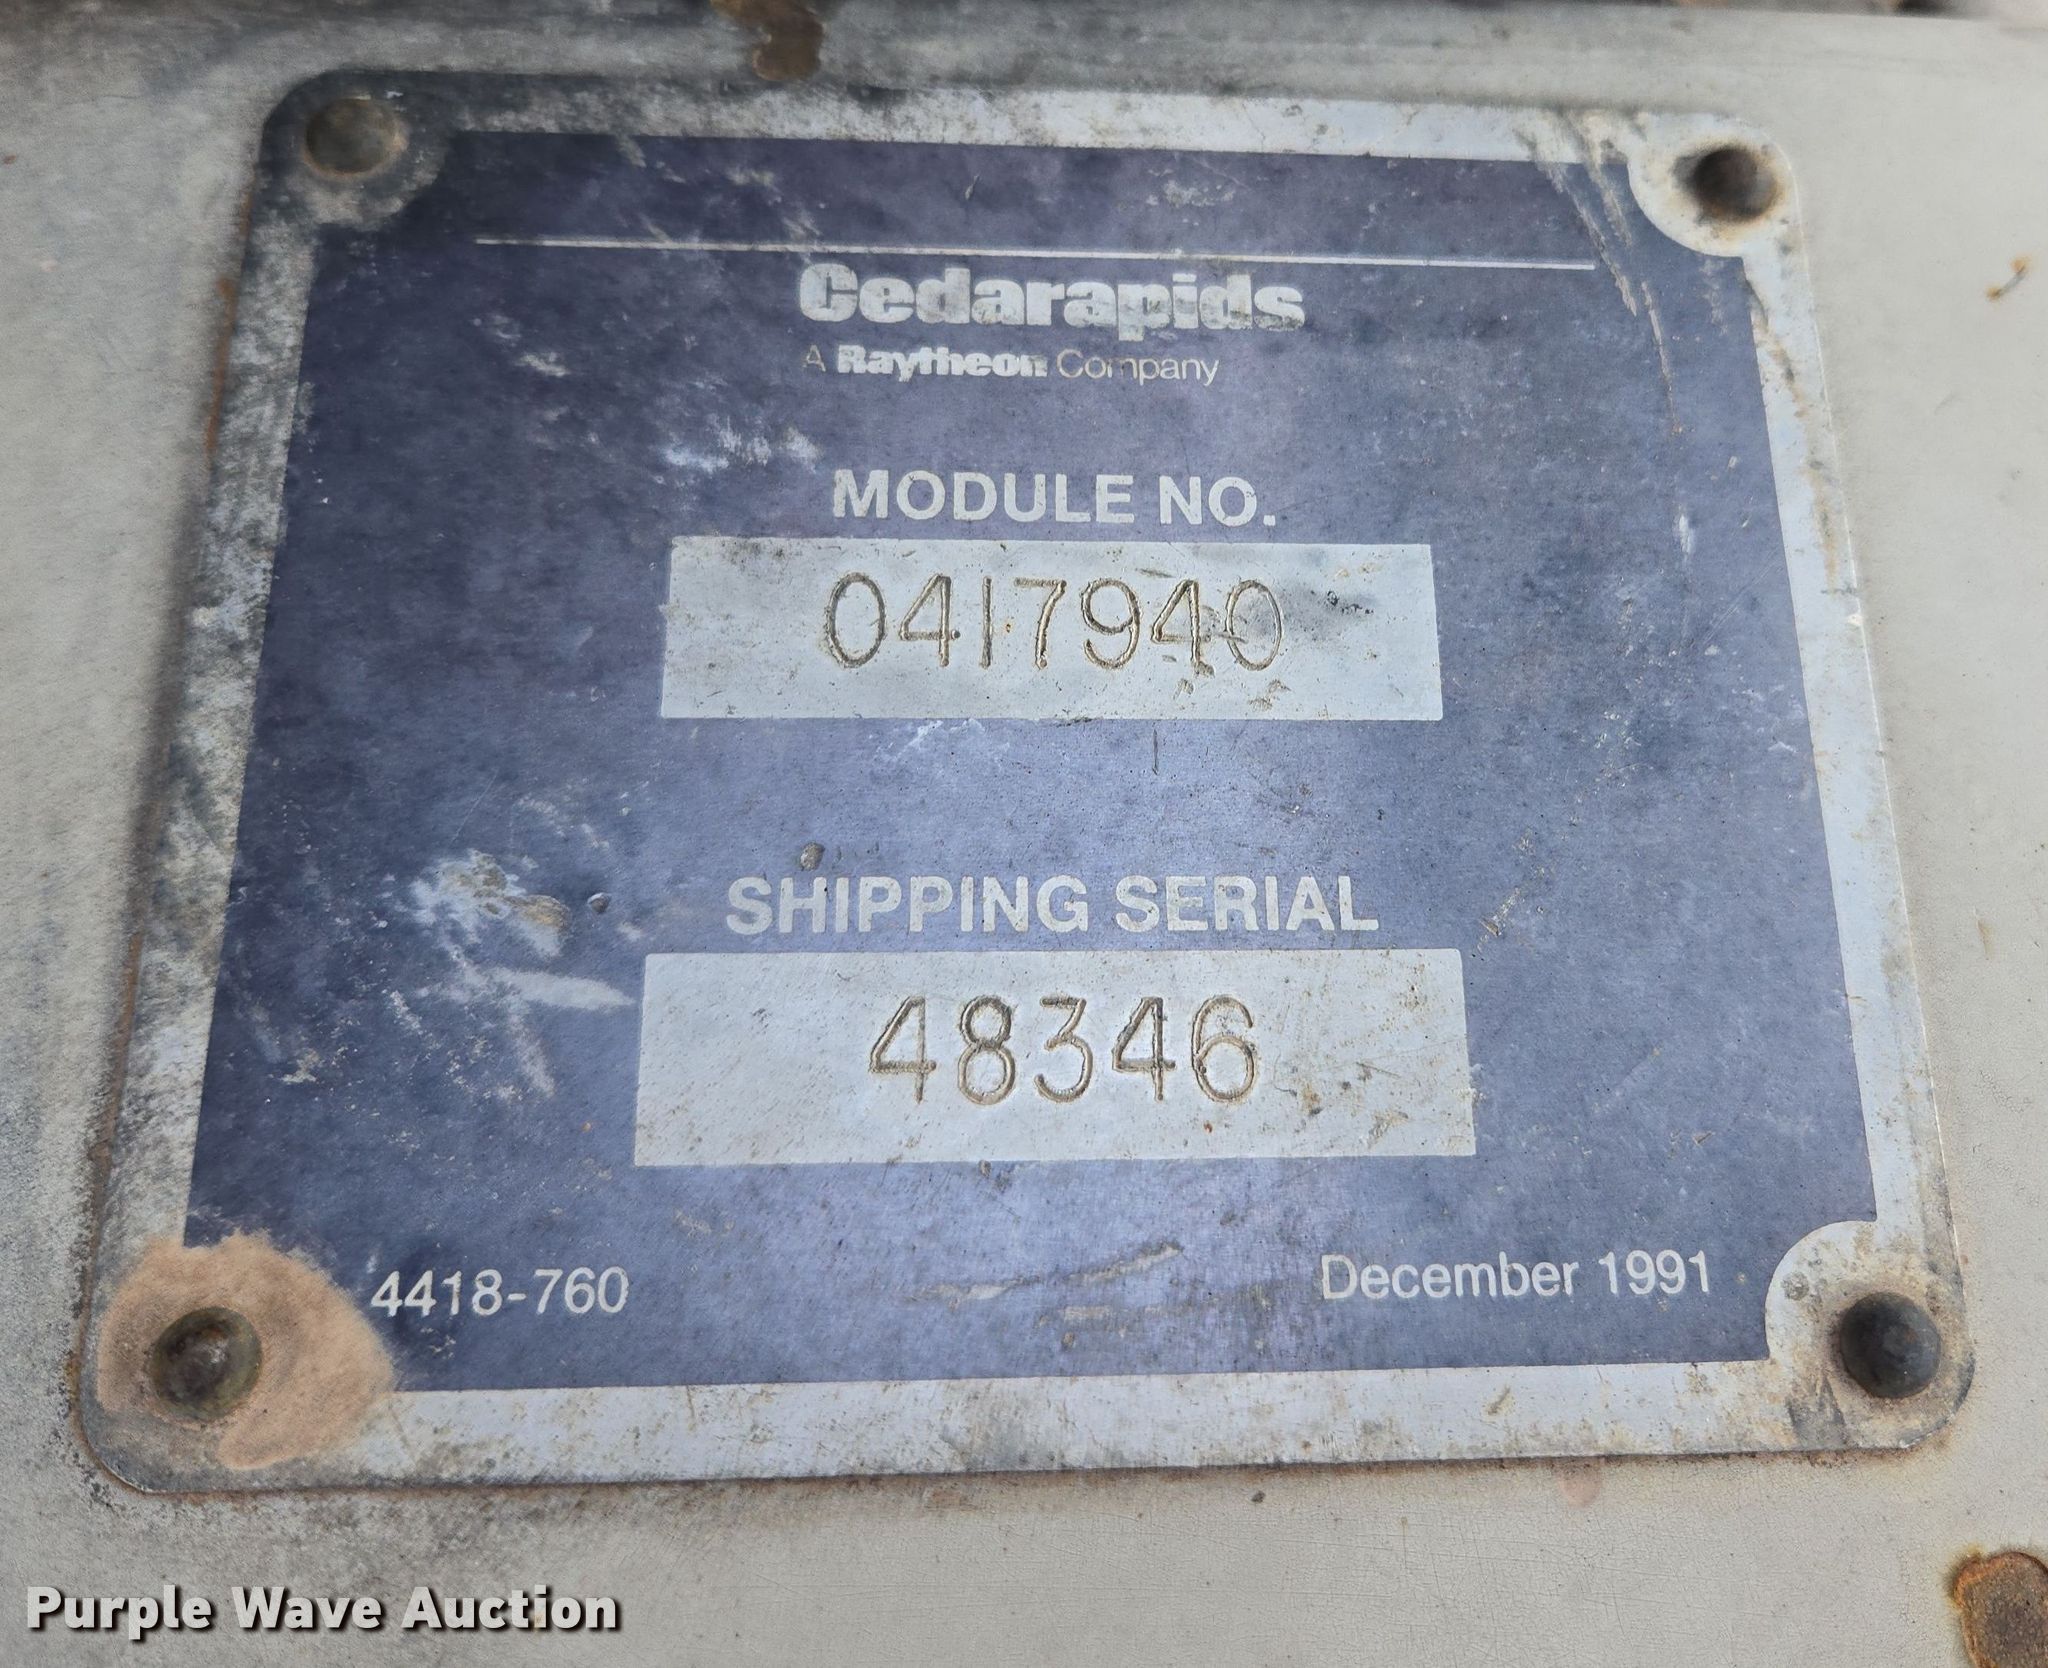 Cedarapids
A Raytheon Company
MODULE NO.
0417940
SHIPPING SERIAL
48346
4418-760 December 1991
Purple Wave Auction